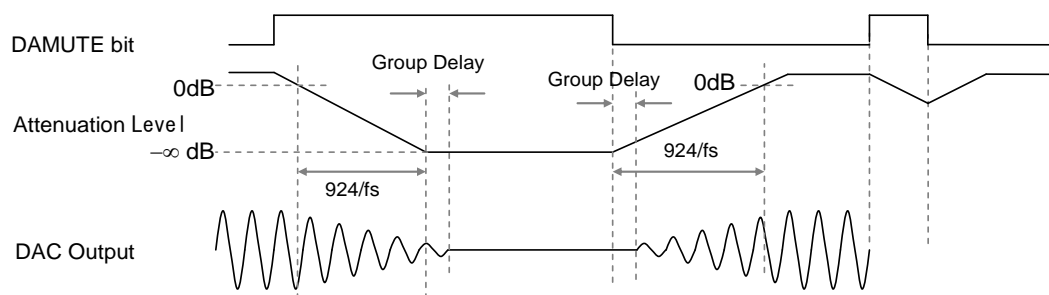 DAMUTE bit
Group Delay
Group Delay
0dB
0dB
Attenuation Level
−∞ dB
924/fs
924/fs
DAC Output